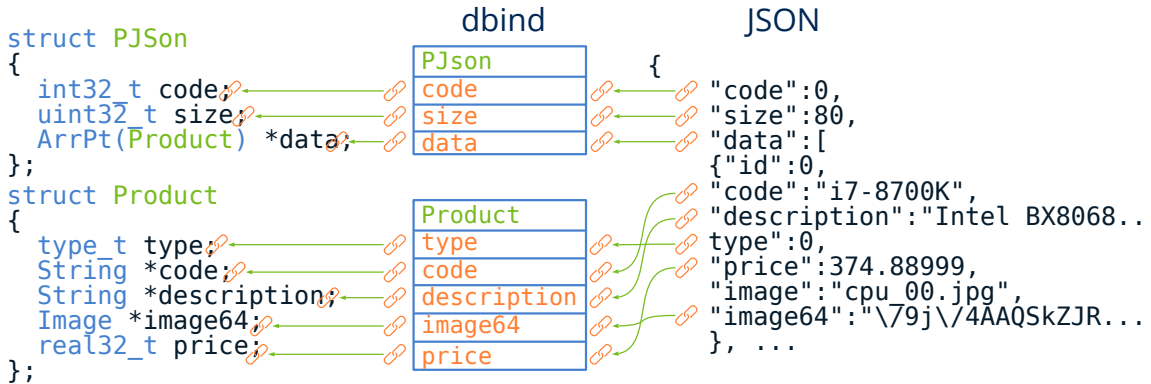 struct PJSon
{
int32_t code;
uint32_t size;
ArrPt(Product) *data;
};
struct Product
{
type_t type;
String *code;
String *description;
Image *image64;
real32_t price;
};
dbind
PJson
code
size
data
Product
type
code
description
image64
price
JSON
{
"code":0,
"size":80,
"data":[
{"id":0,
"code":"i7-8700K",
"description":"Intel BX8068..
type":0,
"price":374.88999,
"image":"cpu_00.jpg",
"image64":"\/9j\/4AAQSkZJR...
}, ...